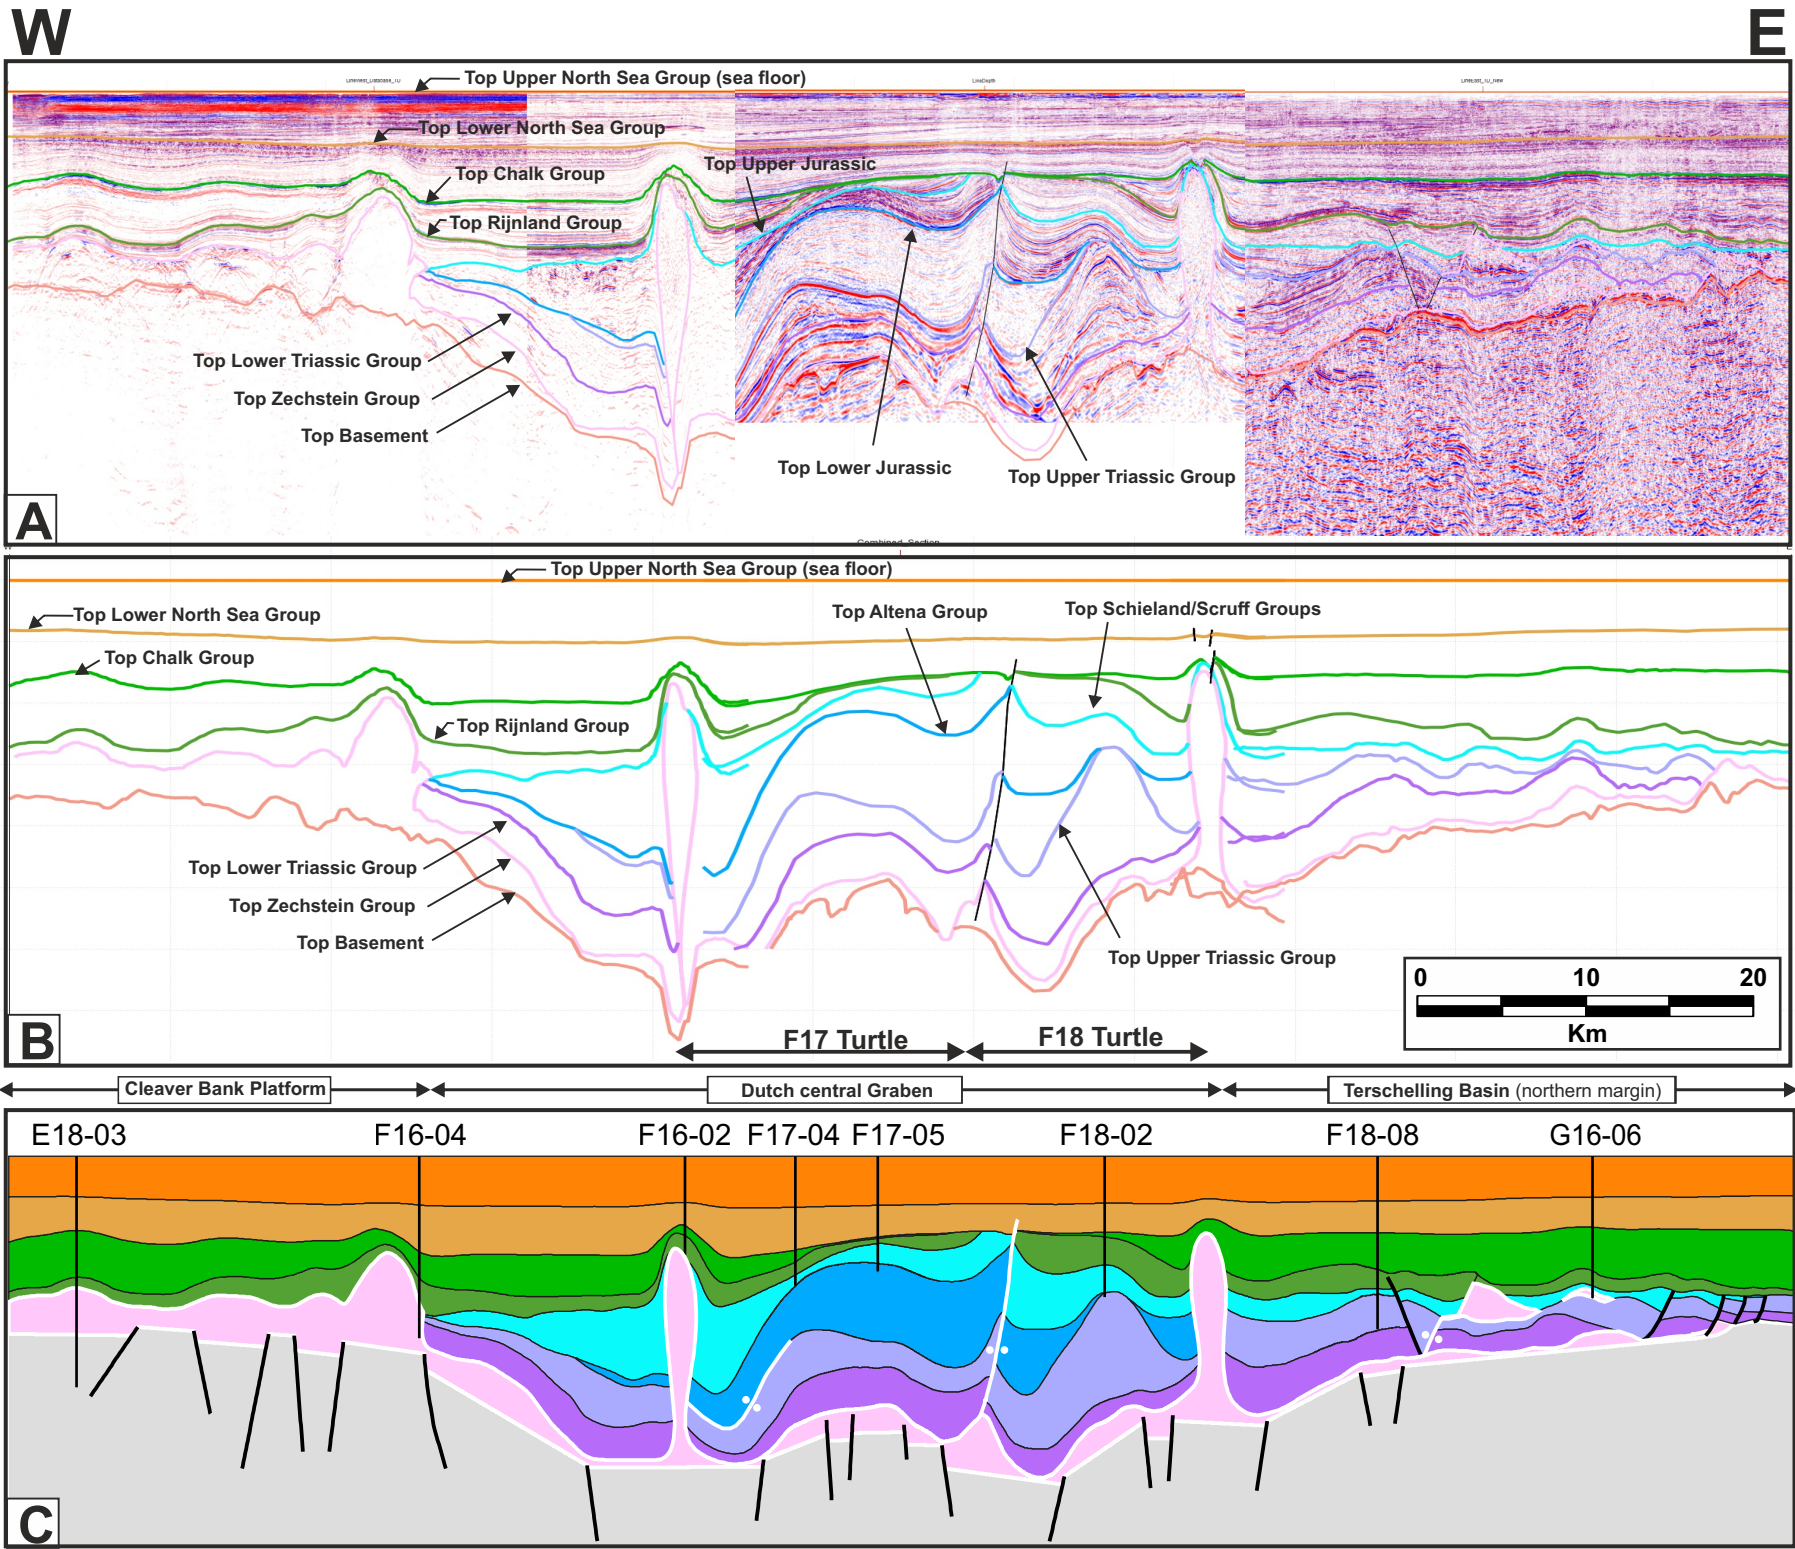 W
E
LineWest_Database_TD
LineDepth
LineEast_TD_New
Top Upper North Sea Group (sea floor)
Top Lower North Sea Group
Top Upper Jurassic
Top Chalk Group
Top Rijnland Group
Top Lower Triassic Group
Top Zechstein Group
Top Basement
Top Lower Jurassic
Top Upper Triassic Group
A
Combined_Section
Top Upper North Sea Group (sea floor)
Top Lower North Sea Group
Top Altena Group
Top Schieland/Scruff Groups
Top Chalk Group
Top Rijnland Group
Top Lower Triassic Group
Top Zechstein Group
Top Basement
Top Upper Triassic Group
0 10 20
Km
B
F17 Turtle
F18 Turtle
Cleaver Bank Platform
Dutch central Graben
Terschelling Basin (northern margin)
E18-03
F16-04
F16-02
F17-04
F17-05
F18-02
F18-08
G16-06
C